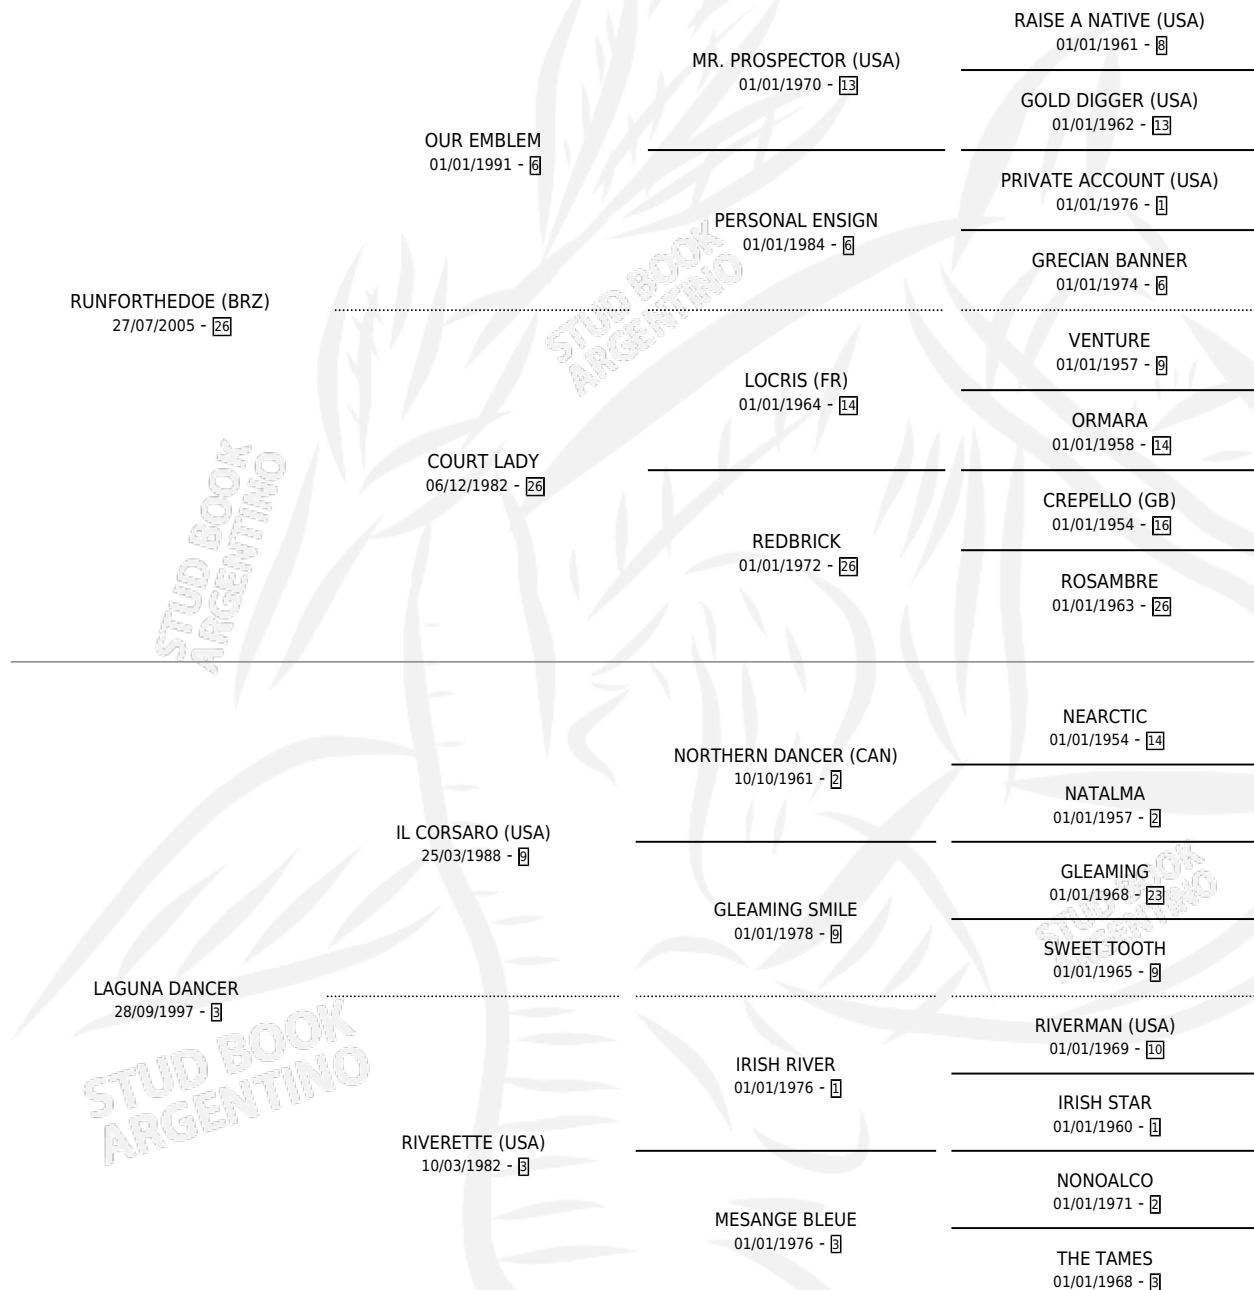 RAISE A NATIVE (USA)
01/01/1961 - 8
MR. PROSPECTOR (USA)
01/01/1970 - 13
GOLD DIGGER (USA)
01/01/1962 - 13
OUR EMBLEM
01/01/1991 - 6
PRIVATE ACCOUNT (USA)
01/01/1976 - 1
PERSONAL ENSIGN
01/01/1984 - 6
GRECIAN BANNER
01/01/1974 - 6
RUNFORTHEDOE (BRZ)
27/07/2005 - 26
VENTURE
01/01/1957 - 9
LOCRIS (FR)
01/01/1964 - 14
ORMARA
01/01/1958 - 14
COURT LADY
06/12/1982 - 26
CREPELLO (GB)
01/01/1954 - 16
REDBRICK
01/01/1972 - 26
ROSAMBRE
01/01/1963 - 26
STUD BOOK
ARGENTINO
STUD BOOK
ARGENTINO
NEARCTIC
01/01/1954 - 14
NORTHERN DANCER (CAN)
10/10/1961 - 2
NATALMA
01/01/1957 - 2
IL CORSARO (USA)
25/03/1988 - 9
GLEAMING
01/01/1968 - 23
GLEAMING SMILE
01/01/1978 - 9
SWEET TOOTH
01/01/1965 - 9
LAGUNA DANCER
28/09/1997 - 3
RIVERMAN (USA)
01/01/1969 - 10
IRISH RIVER
01/01/1976 - 1
IRISH STAR
01/01/1960 - 1
RIVERETTE (USA)
10/03/1982 - 3
NONOALCO
01/01/1971 - 2
MESANGE BLEUE
01/01/1976 - 3
THE TAMES
01/01/1968 - 3
STUD BOOK
ARGENTINO
STUD BOOK
ARGENTINO